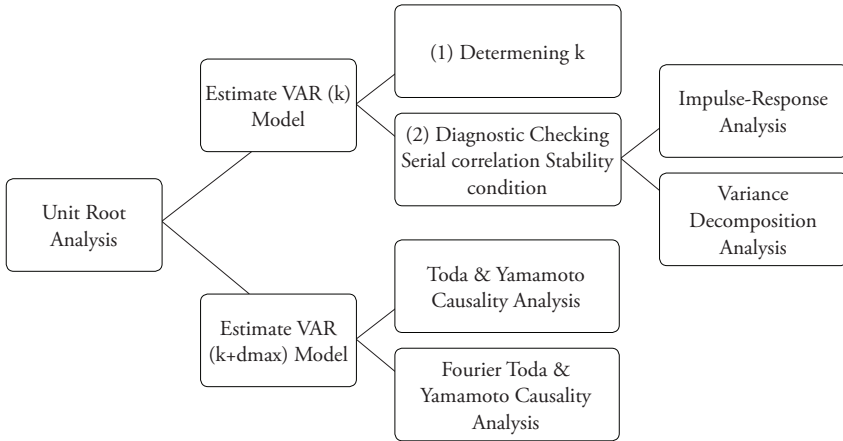 Unit Root
Analysis
Estimate VAR (k)
Model
(1) Determening k
(2) Diagnostic Checking
Serial correlation Stability
condition
Impulse-Response
Analysis
Variance
Decomposition
Analysis
Estimate VAR
(k+dmax) Model
Toda & Yamamoto
Causality Analysis
Fourier Toda &
Yamamoto Causality
Analysis